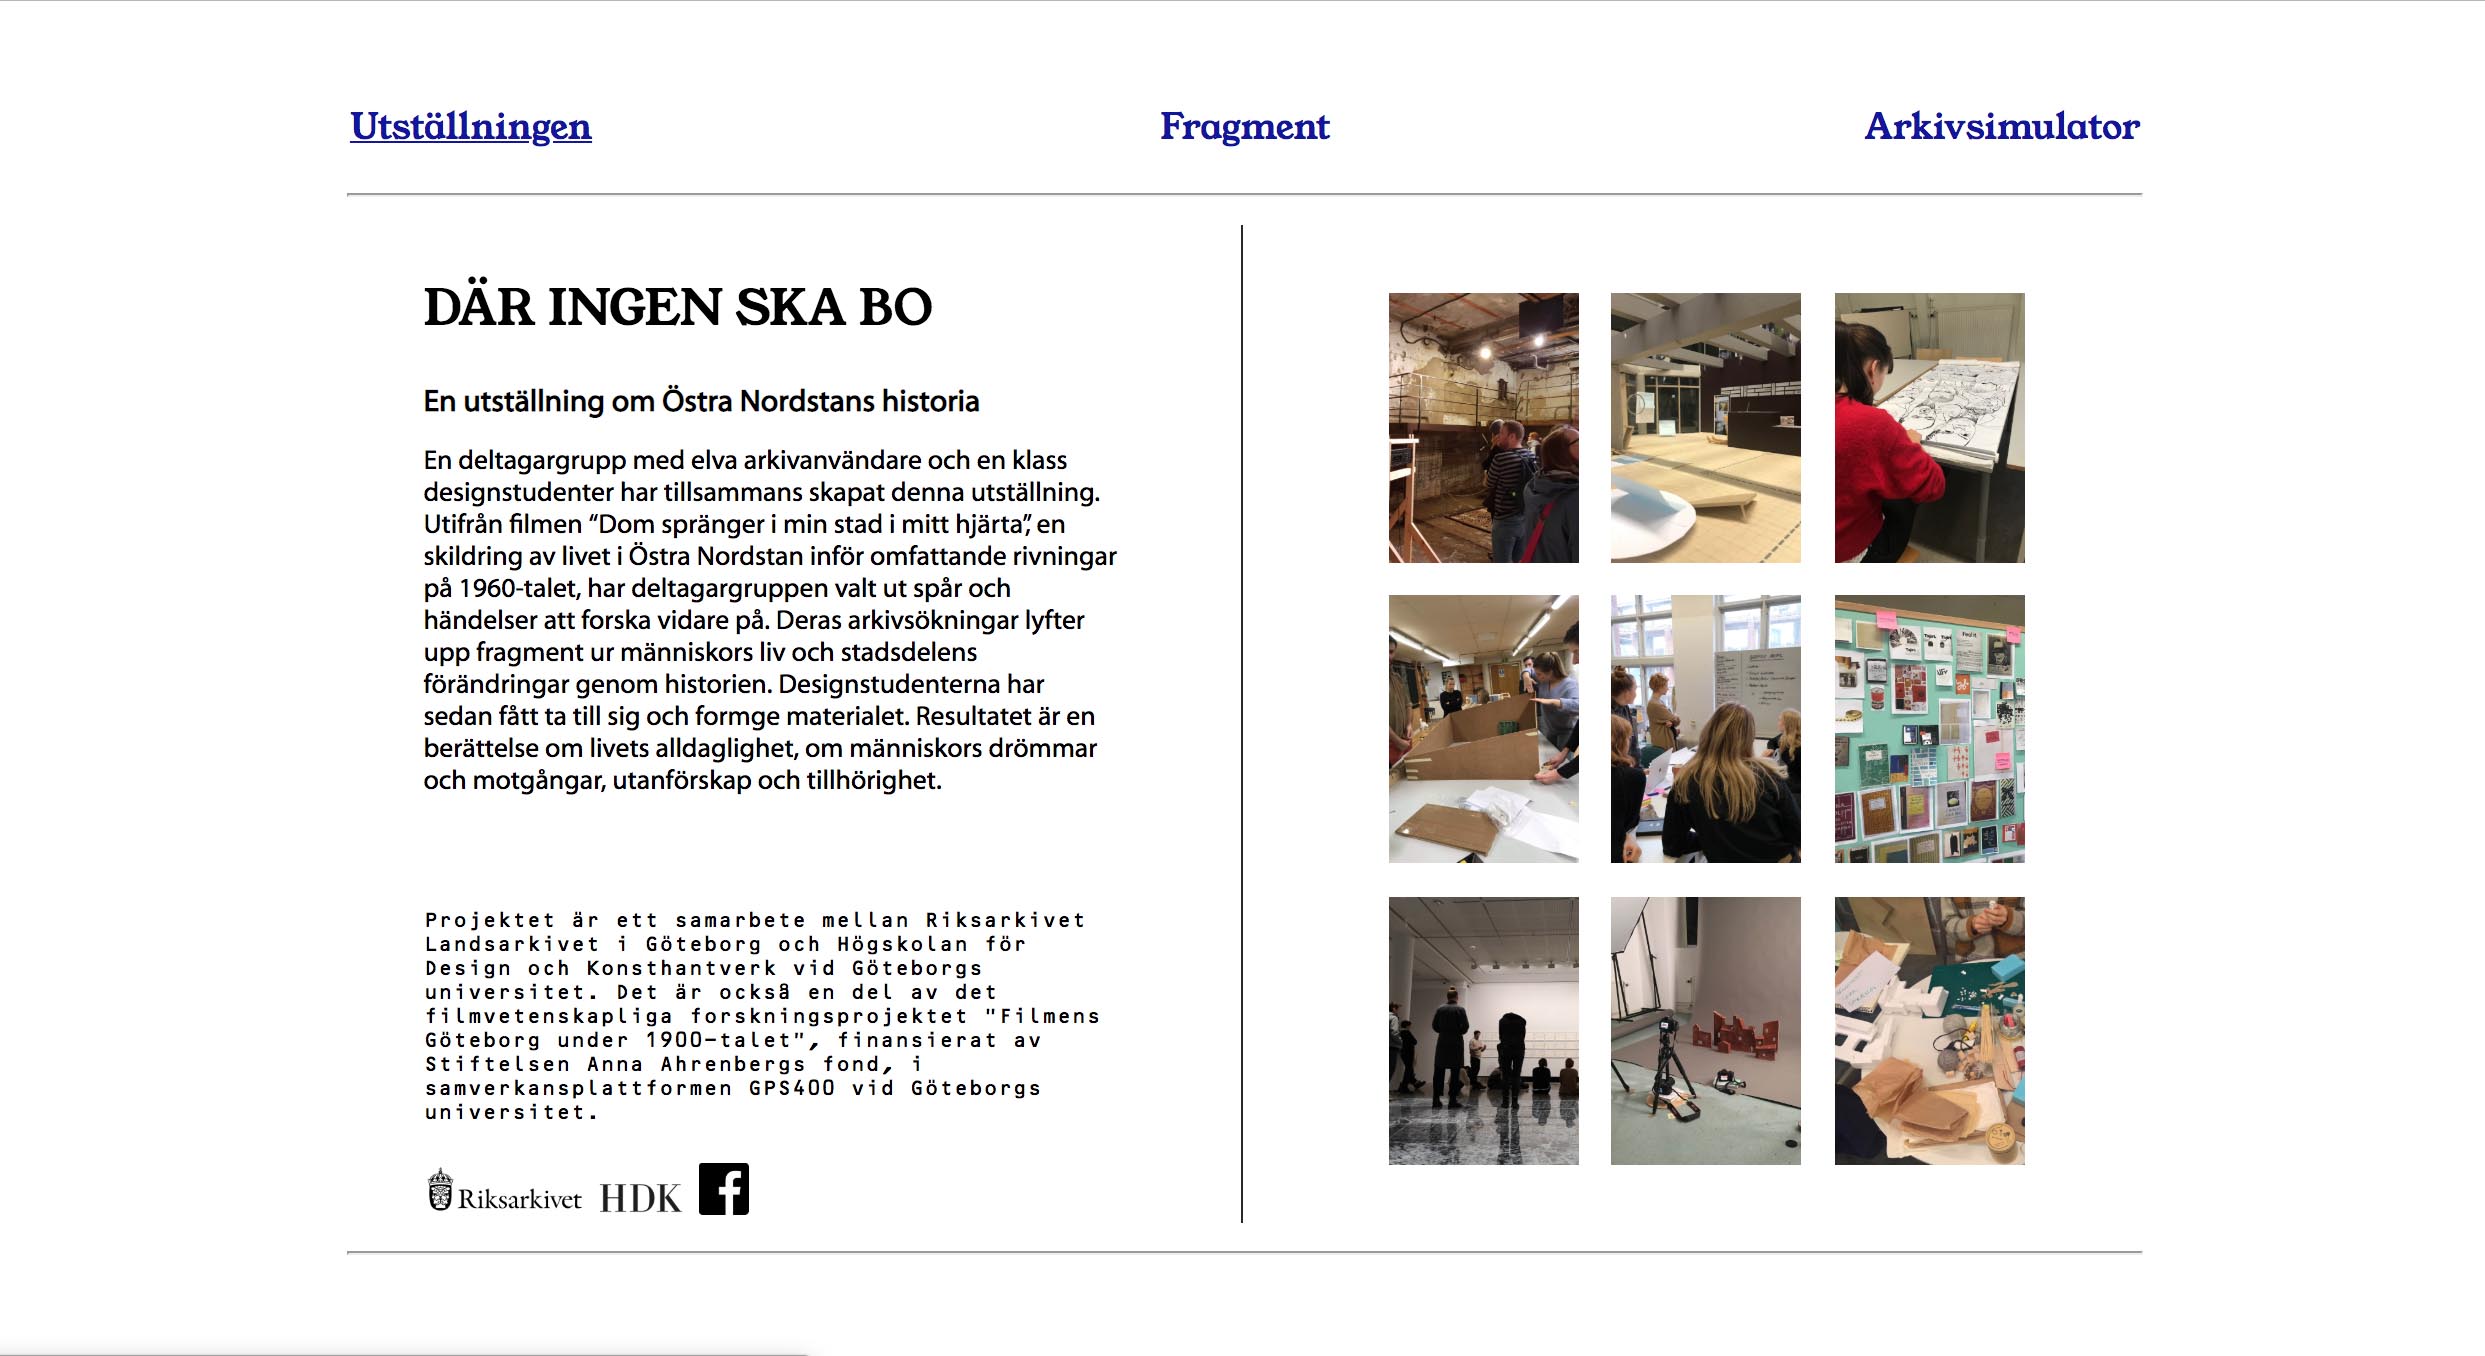 Utställningen
Fragment
Arkivsimulator
DÄR INGEN SKA BO
En utställning om Östra Nordstans historia
En deltagargrupp med elva arkivanvändare och en klass
designstudenter har tillsammans skapat denna utställning.
Utifrån filmen “Dom spränger i min stad i mitt hjärta”, en
skildring av livet i Östra Nordstan inför omfattande rivningar
på 1960-talet, har deltagargruppen valt ut spår och
händelser att forska vidare på. Deras arkivsökningar lyfter
upp fragment ur människors liv och stadsdelens
förändringar genom historien. Designstudenterna har
sedan fått ta till sig och formge materialet. Resultatet är en
berättelse om livets alldaglighet, om människors drömmar
och motgångar, utanförskap och tillhörighet.
Projektet är ett samarbete mellan Riksarkivet
Landsarkivet i Göteborg och Högskolan för
Design och Konsthantverk vid Göteborgs
universitet. Det är också en del av det
filmvetenskapliga forskningsprojektet "Filmens
Göteborg under 1900-talet", finansierat av
Stiftelsen Anna Ahrenbergs fond, i
samverkansplattformen GPS400 vid Göteborgs
universitet.
Riksarkivet HDK f